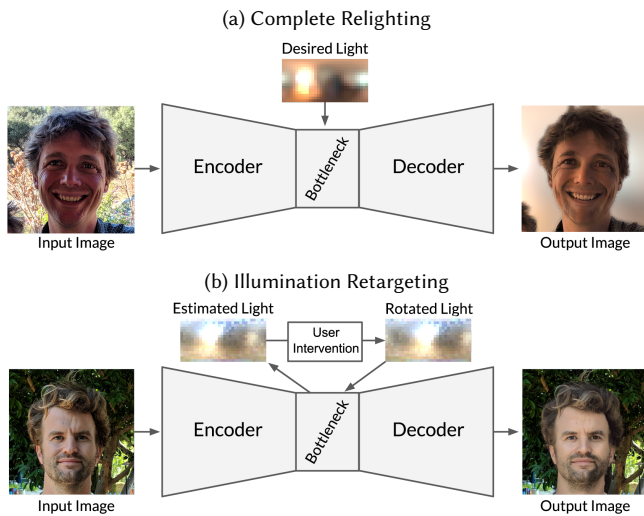 (a) Complete Relighting
Desired Light
Encoder
Bottleneck
Decoder
Input Image
Output Image
(b) Illumination Retargeting
Estimated Light
Rotated Light
User
Intervention
Encoder
Bottleneck
Decoder
Input Image
Output Image